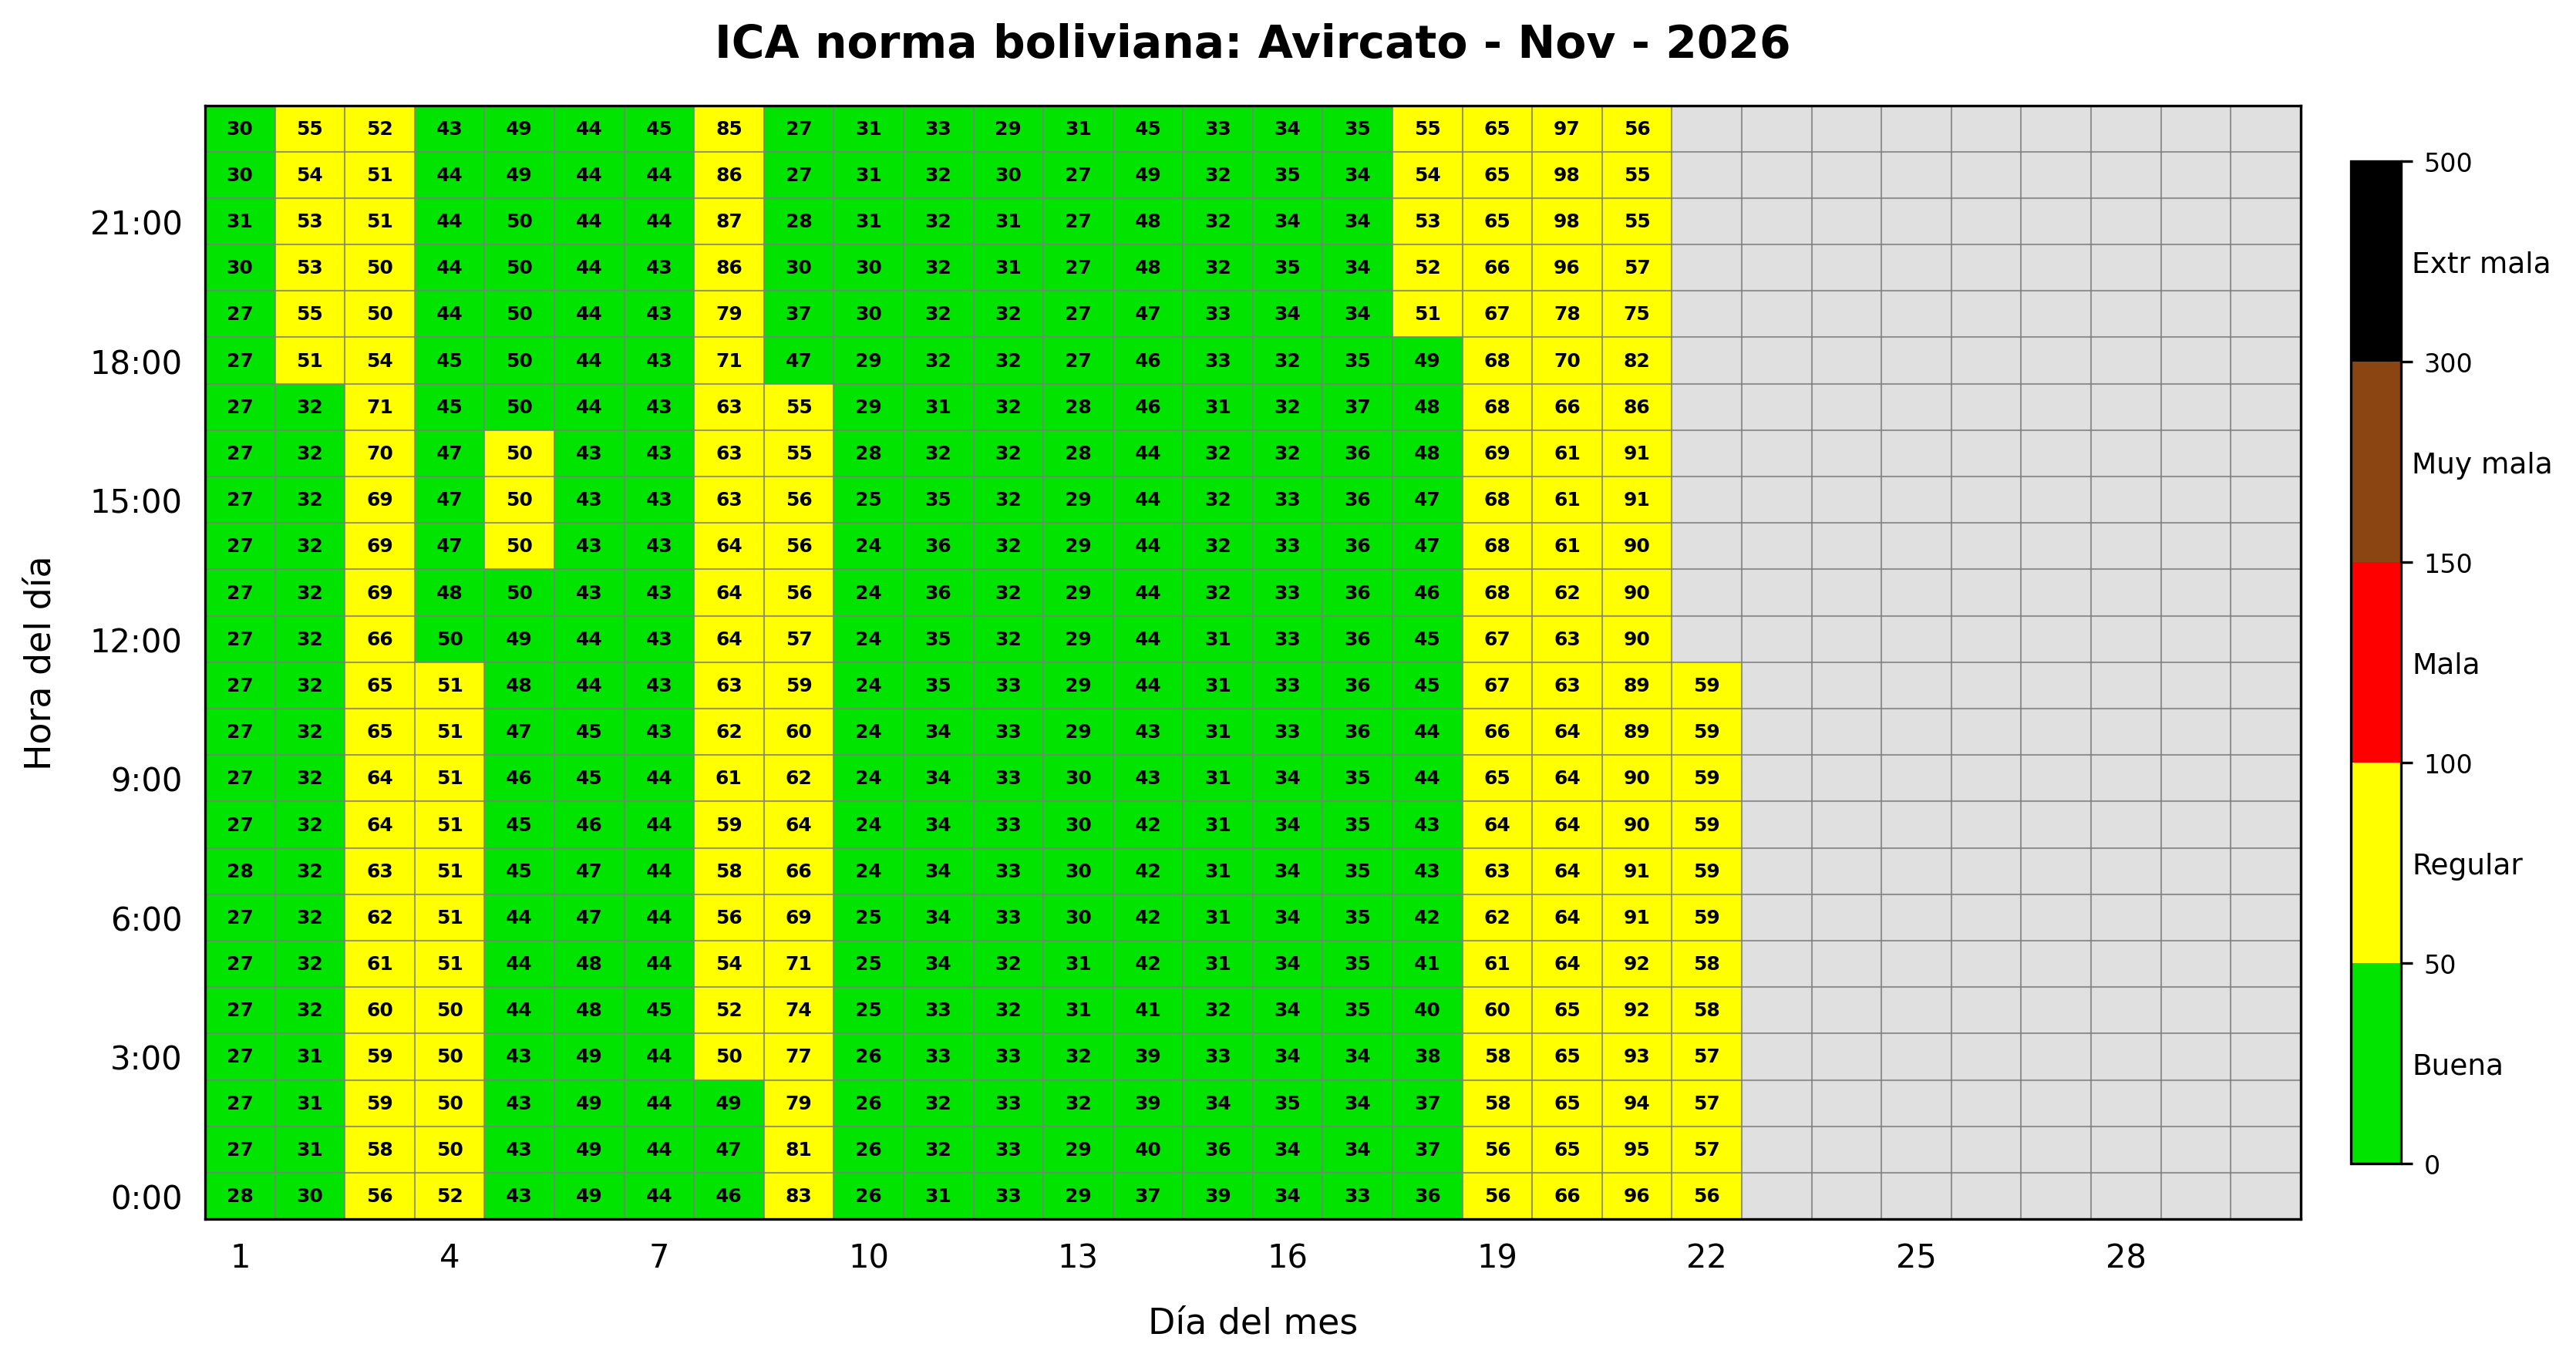 ICA norma boliviana: Avircato - Nov - 2026
30 55 52 43 49 44 45 85 27 31 33 29 31 45 33 34 35 55 65 97 56
30 54 51 44 49 44 44 86 27 31 32 30 27 49 32 35 34 54 65 98 55
21:00 31 53 51 44 50 44 44 87 28 31 32 31 27 48 32 34 34 53 65 98 55
30 53 50 44 50 44 43 86 30 30 32 31 27 48 32 35 34 52 66 96 57
27 55 50 44 50 44 43 79 37 30 32 32 27 47 33 34 34 51 67 78 75
18:00 27 51 54 45 50 44 43 71 47 29 32 32 27 46 33 32 35 49 68 70 82
27 32 71 45 50 44 43 63 55 29 31 32 28 46 31 32 37 48 68 66 86
27 32 70 47 50 43 43 63 55 28 32 32 28 44 32 32 36 48 69 61 91
15:00 27 32 69 47 50 43 43 63 56 25 35 32 29 44 32 33 36 47 68 61 91
27 32 69 47 50 43 43 64 56 24 36 32 29 44 32 33 36 47 68 61 90
27 32 69 48 50 43 43 64 56 24 36 32 29 44 32 33 36 46 68 62 90
12:00 27 32 66 50 49 44 43 64 57 24 35 32 29 44 31 33 36 45 67 63 90
27 32 65 51 48 44 43 63 59 24 35 33 29 44 31 33 36 45 67 63 89 59
27 32 65 51 47 45 43 62 60 24 34 33 29 43 31 33 36 44 66 64 89 59
9:00 27 32 64 51 46 45 44 61 62 24 34 33 30 43 31 34 35 44 65 64 90 59
27 32 64 51 45 46 44 59 64 24 34 33 30 42 31 34 35 43 64 64 90 59
28 32 63 51 45 47 44 58 66 24 34 33 30 42 31 34 35 43 63 64 91 59
6:00 27 32 62 51 44 47 44 56 69 25 34 33 30 42 31 34 35 42 62 64 91 59
27 32 61 51 44 48 44 54 71 25 34 32 31 42 31 34 35 41 61 64 92 58
27 32 60 50 44 48 45 52 74 25 33 32 31 41 32 34 35 40 60 65 92 58
3:00 27 31 59 50 43 49 44 50 77 26 33 33 32 39 33 34 34 38 58 65 93 57
27 31 59 50 43 49 44 49 79 26 32 33 32 39 34 35 34 37 58 65 94 57
27 31 58 50 43 49 44 47 81 26 32 33 29 40 36 34 34 37 56 65 95 57
0:00 28 30 56 52 43 49 44 46 83 26 31 33 29 37 39 34 33 36 56 66 96 56
1 4 7 10 13 16 19 22 25 28
Día del mes
Hora del día
500
Extr mala
300
Muy mala
150
Mala
100
Regular
50
Buena
0